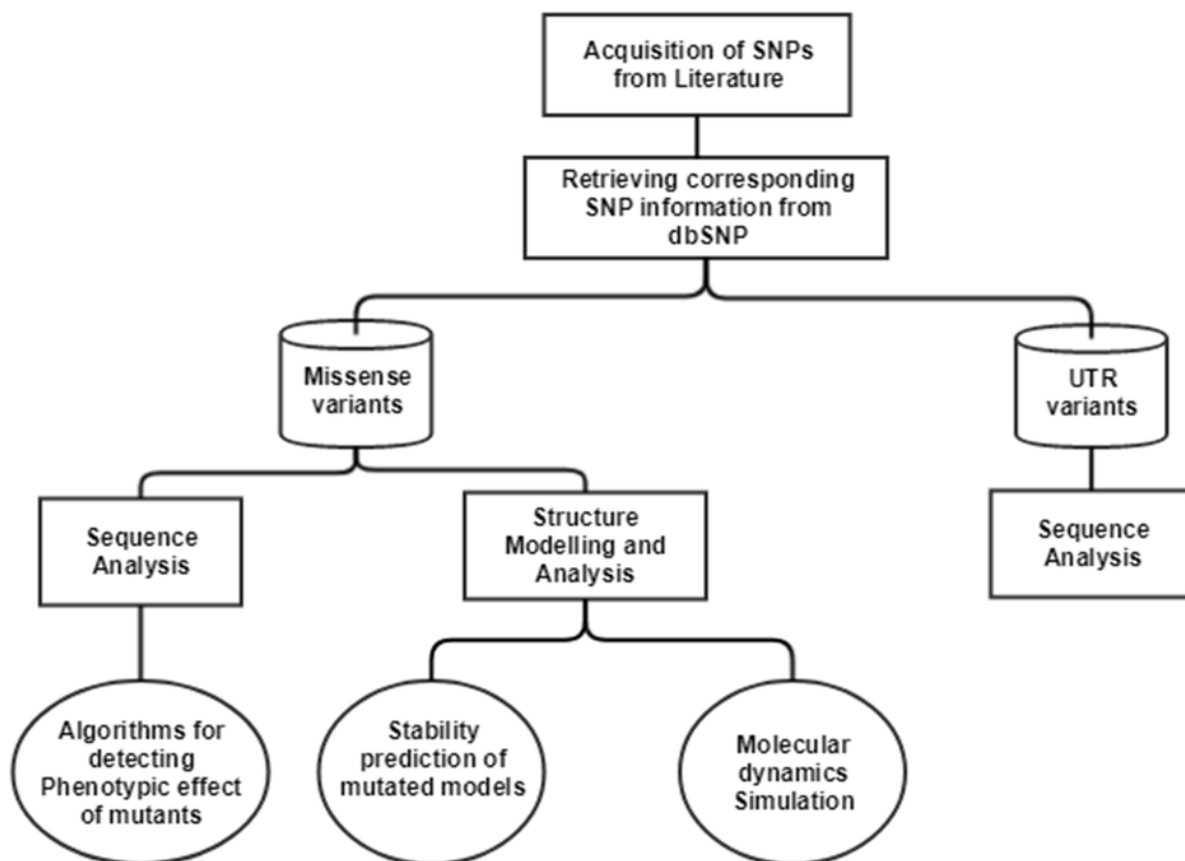 Acquisition of SNPs
from Literature
Retrieving corresponding
SNP information from
dbSNP
Missense
variants
UTR
variants
Sequence
Analysis
Structure
Modelling and
Analysis
Sequence
Analysis
Algorithms for
detecting
Phenotypic effect
of mutants
Stability
prediction of
mutated models
Molecular
dynamics
Simulation